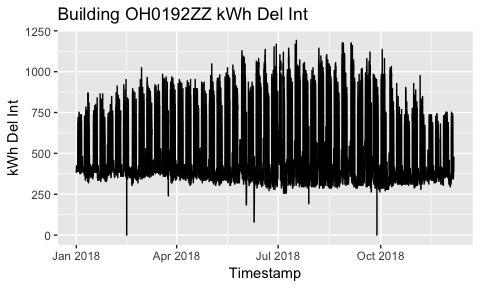 Building OH0192ZZ kWh Del Int
1250
1000
750
500
250
0
kWh Del Int
Jan 2018 Apr 2018 Jul 2018 Oct 2018
Timestamp